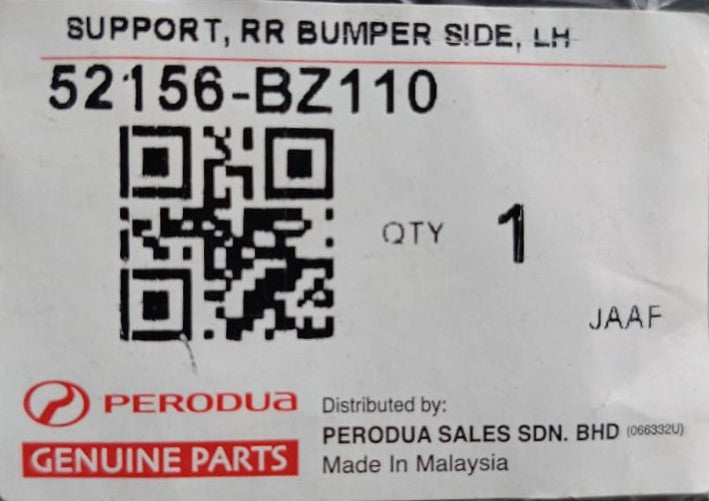 SUPPORT, RR BUMPER SIDE, LH
52156-BZ110
QTY 1
JAAF
PERODUA
GENUINE PARTS
Distributed by:
PERODUA SALES SDN. BHD (066332U)
Made In Malaysia